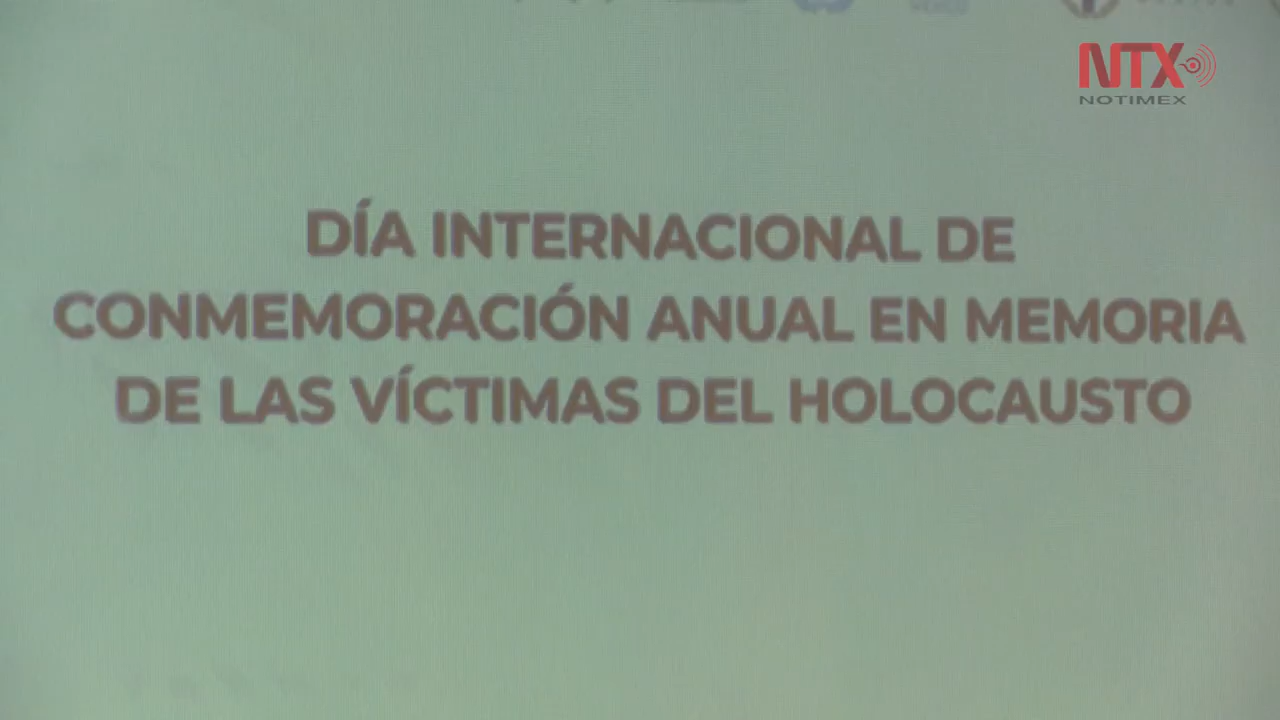 NTX
NOTIMEX
DÍA INTERNACIONAL DE
CONMEMORACIÓN ANUAL EN MEMORIA
DE LAS VÍCTIMAS DEL HOLOCAUSTO